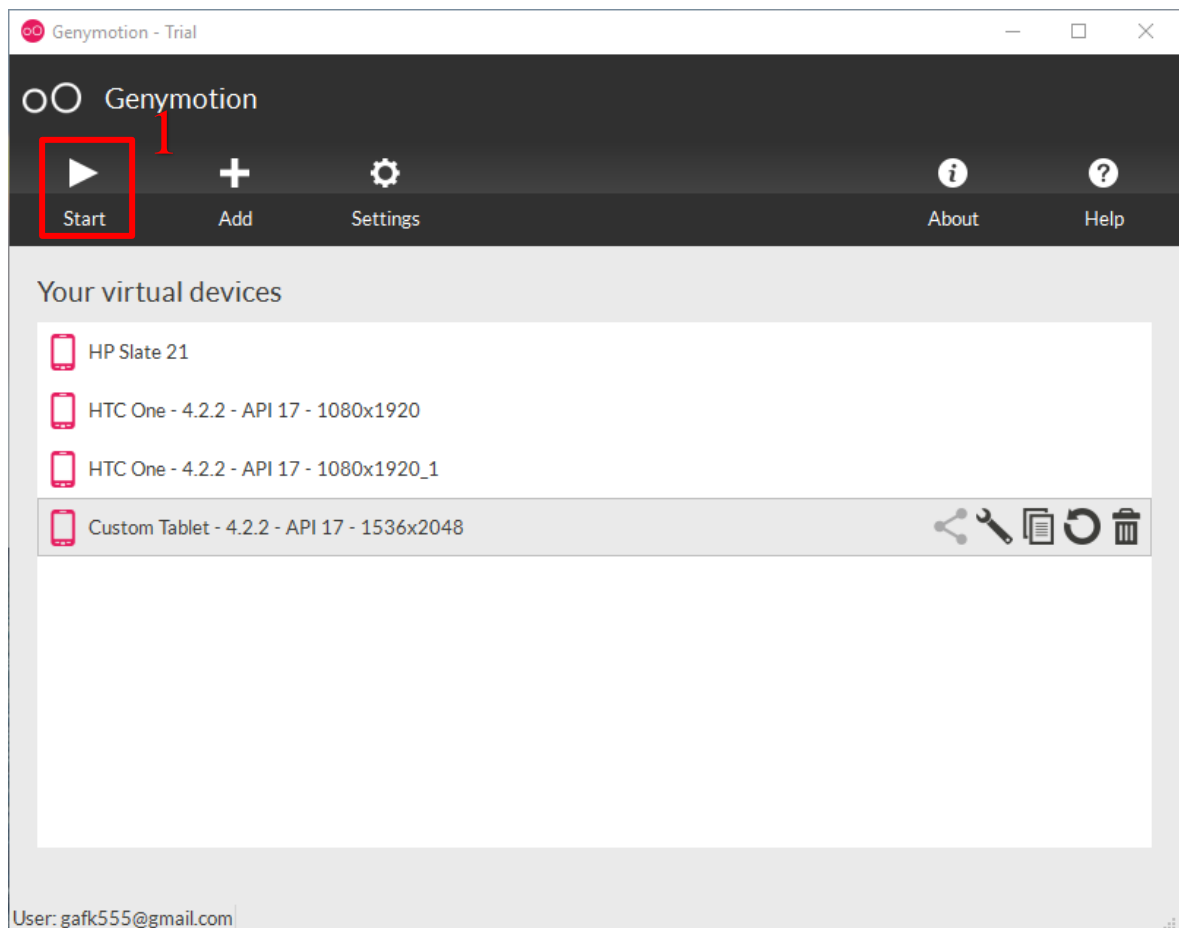 Genymotion - Trial
Genymotion
1
Start
Add
Settings
About
Help
Your virtual devices
HP Slate 21
HTC One - 4.2.2 - API 17 - 1080x1920
HTC One - 4.2.2 - API 17 - 1080x1920_1
Custom Tablet - 4.2.2 - API 17 - 1536x2048
User: gafk555@gmail.com